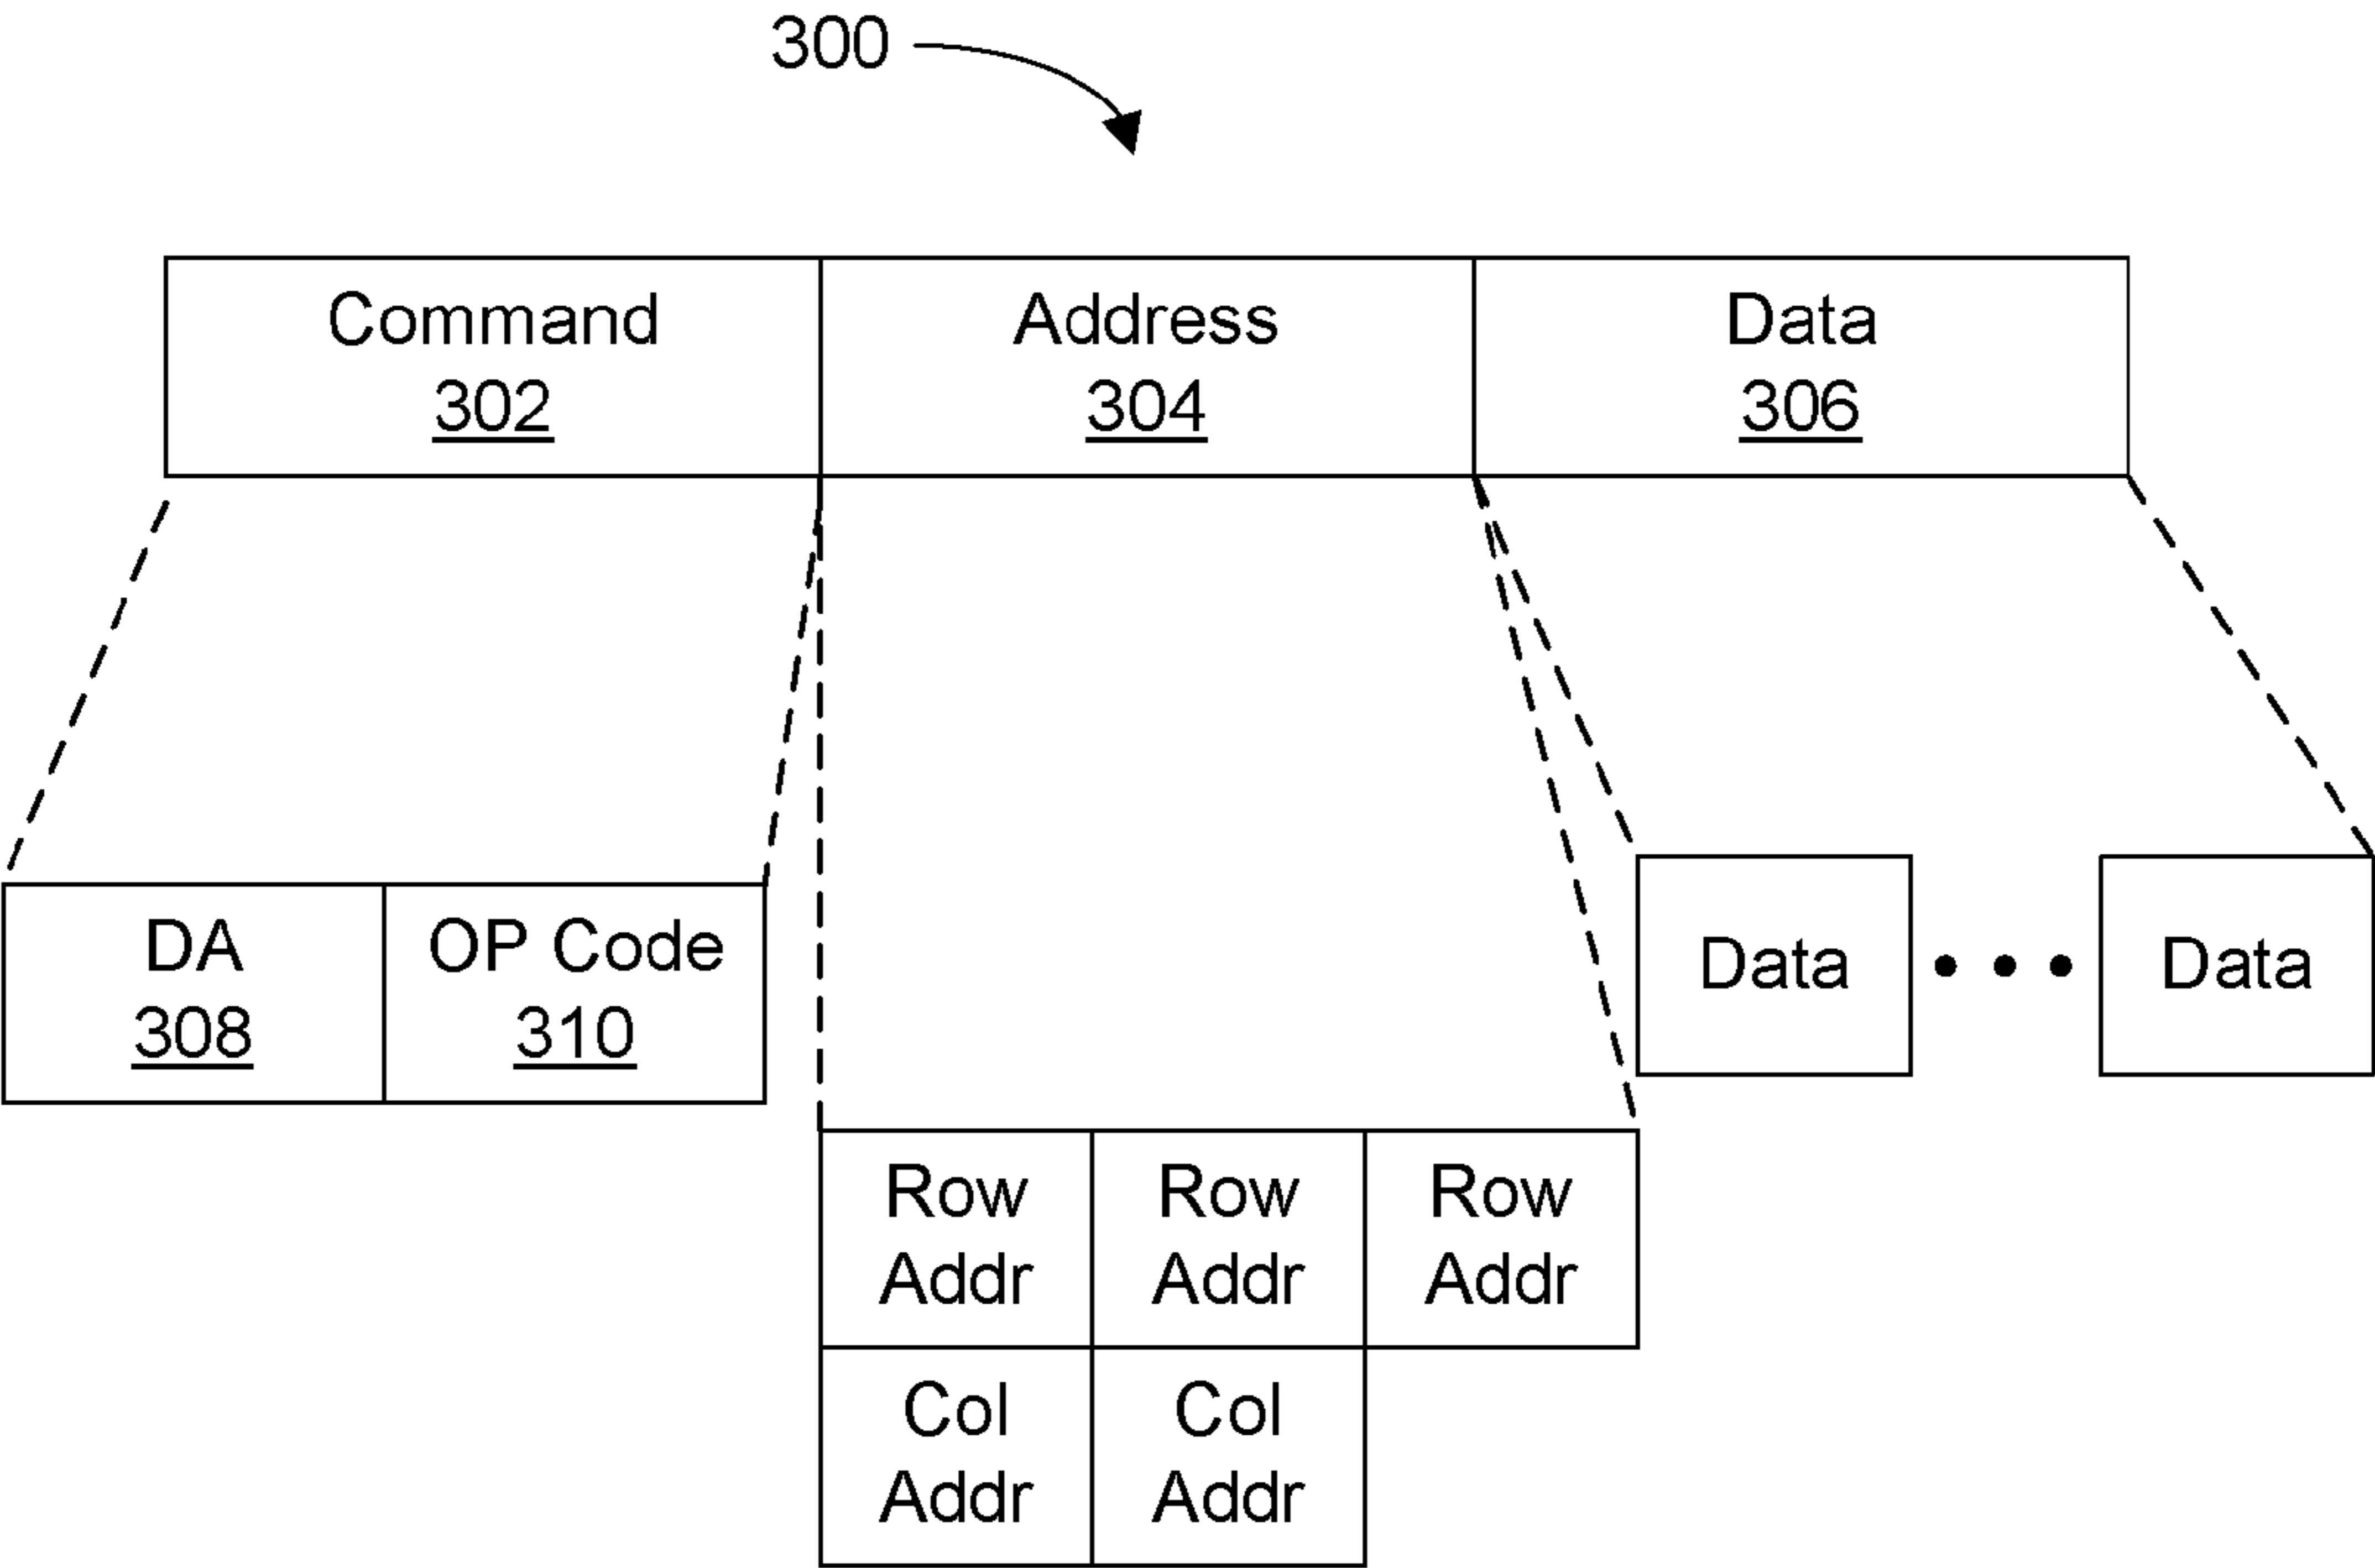 300
Command
302
Address
304
Data
306
DA
308
OP Code
310
Data
Data
Row
Addr
Row
Addr
Row
Addr
Col
Addr
Col
Addr